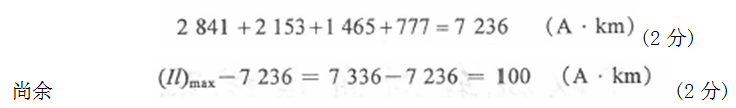 2 841+2 153+1 465+777=7 236 (A·km)(2 分)
尚余 (Il)max−7 236 = 7 336−7 236 = 100 (A·km) (2 分)